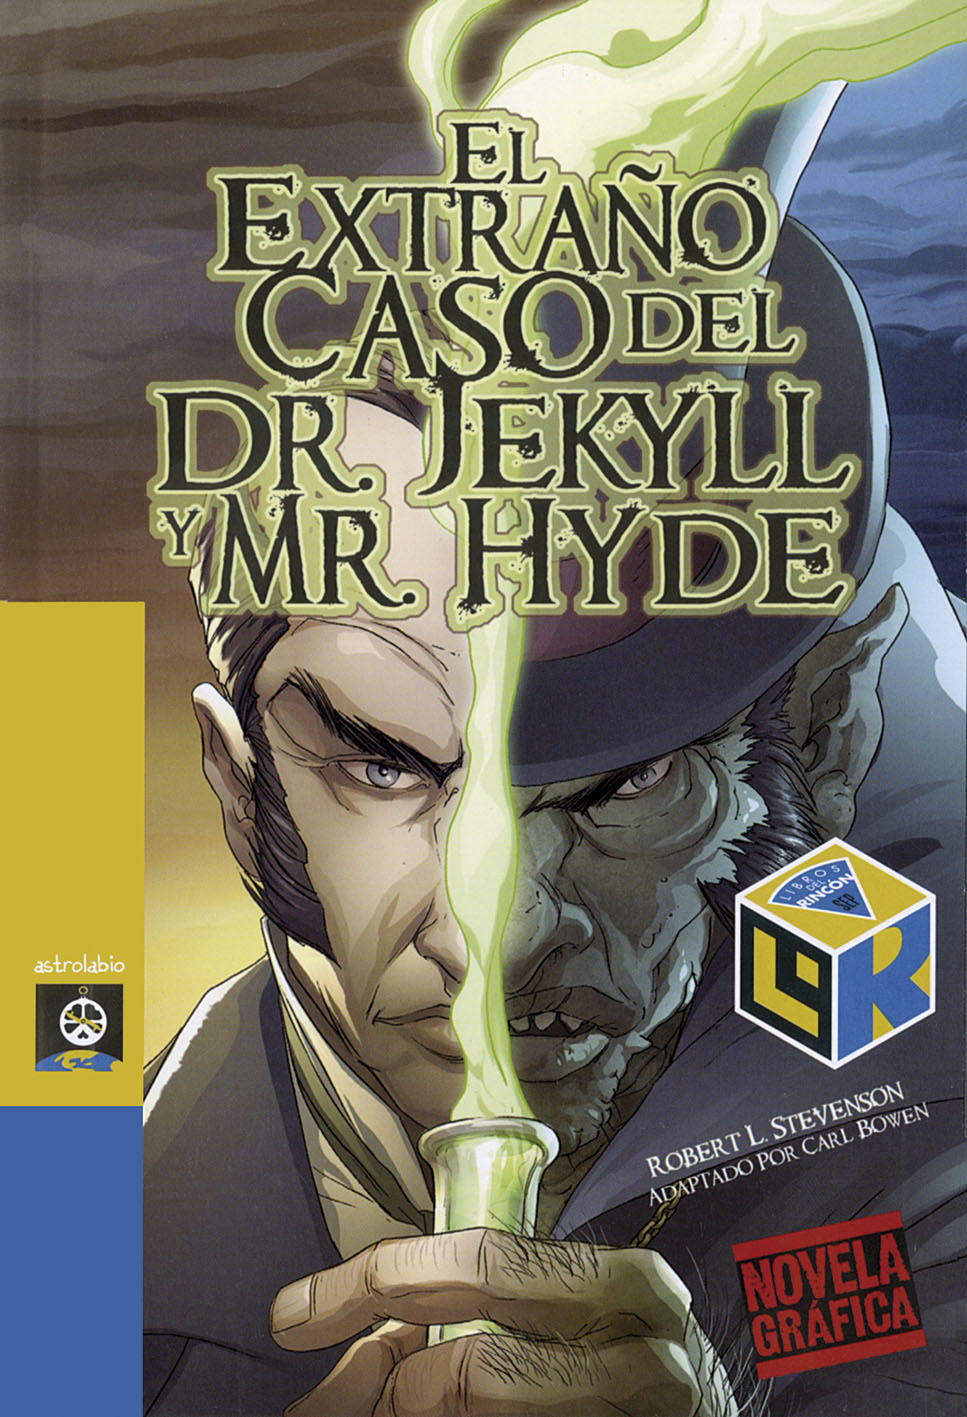 EL
EXTRAÑO
CASO DEL
DR. JEKYLL
Y MR. HYDE
astrolabio
LIBROS
DEL
RINCÓN
SEP
LR
ROBERT L. STEVENSON
ADAPTADO POR CARL BOWEN
NOVELA
GRÁFICA